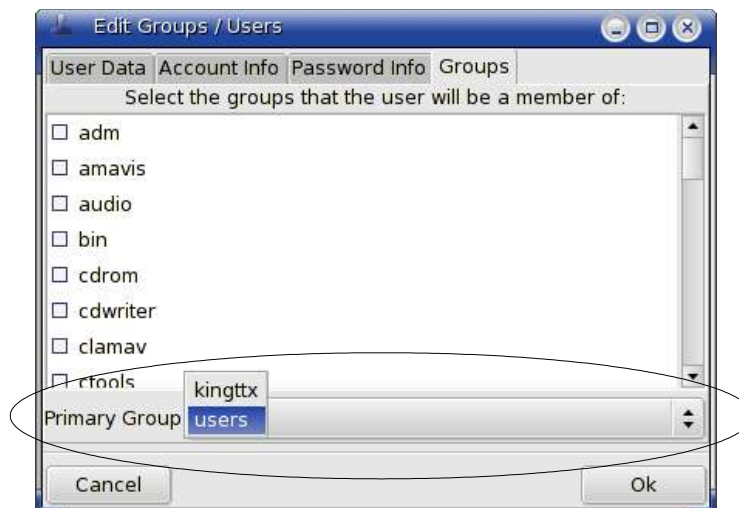 Edit Groups / Users
User Data Account Info Password Info Groups
Select the groups that the user will be a member of:
adm
amavis
audio
bin
cdrom
cdwriter
clamav
ctools
kingttx
Primary Group users
Cancel Ok